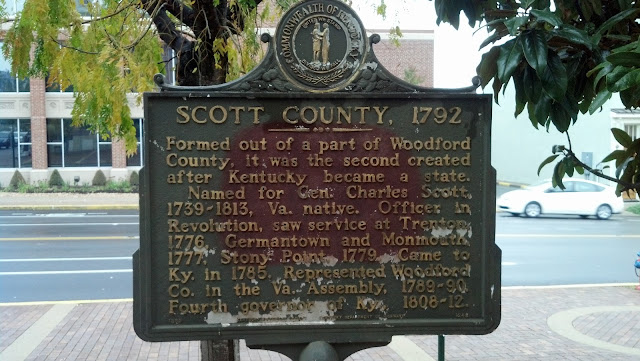 COMMONWEALTH OF KENTUCKY
SCOTT COUNTY, 1792
Formed out of a part of Woodford
County, it was the second created
after Kentucky became a state.
Named for Gen. Charles Scott,
1739-1813, Va. native. Officer in
Revolution, saw service at Trenton,
1776, Germantown and Monmouth,
1777, Stony Point, 1779. Came to
Ky. in 1785. Represented Woodford
Co. in the Va. Assembly, 1789-90.
Fourth governor of Ky., 1808-12.